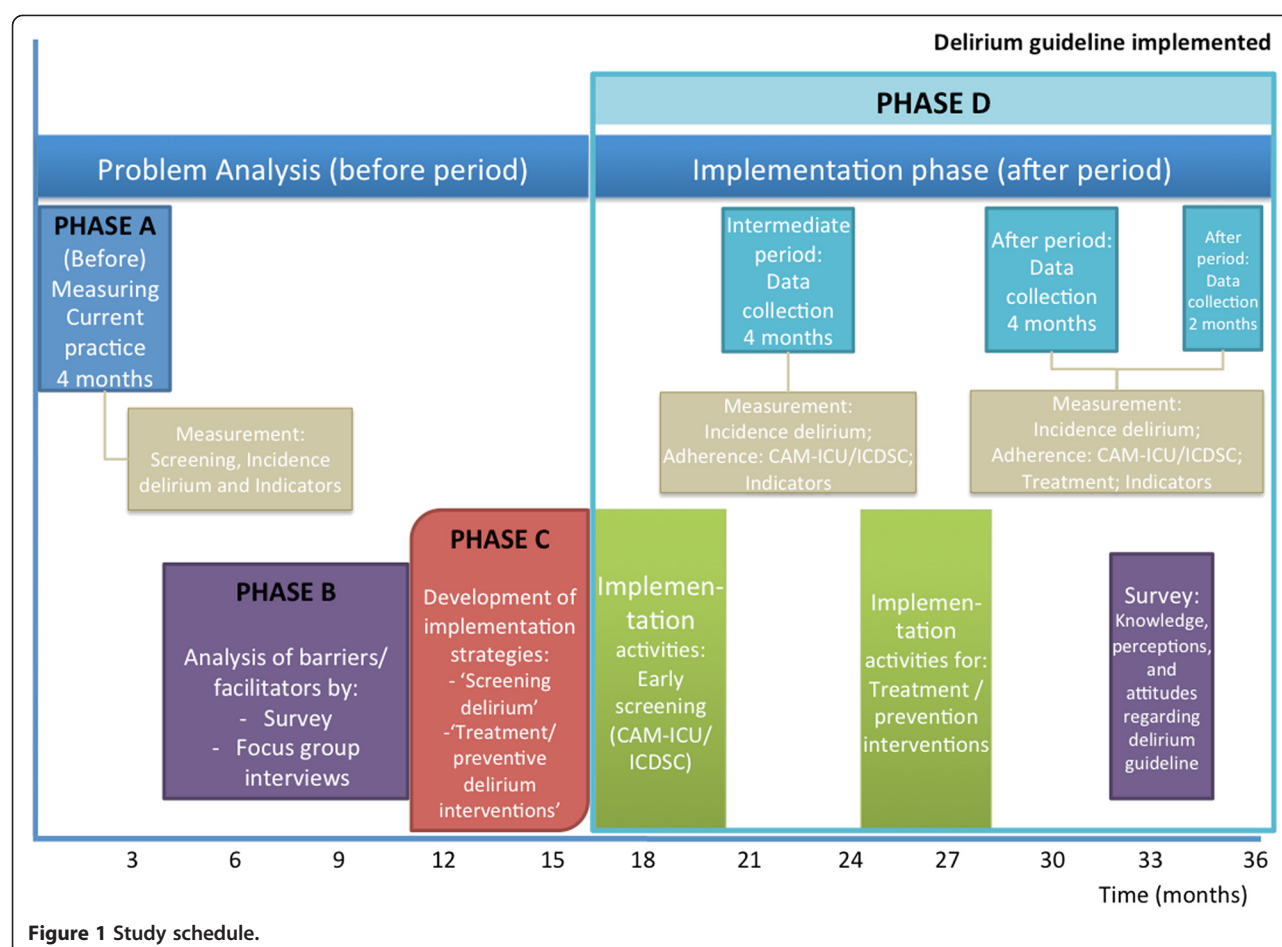 Delirium guideline implemented
PHASE D
Problem Analysis (before period)
Implementation phase (after period)
PHASE A
(Before)
Measuring
Current
practice
4 months
Intermediate
period:
Data
collection
4 months
After period:
Data
collection
4 months
After
period:
Data
collection
2 months
Measurement:
Screening, Incidence
delirium and Indicators
Measurement:
Incidence delirium;
Adherence: CAM-ICU/ICDSC;
Indicators
Measurement:
Incidence delirium;
Adherence: CAM-ICU/ICDSC;
Treatment; Indicators
PHASE B
Analysis of barriers/
facilitators by:
- Survey
- Focus group
interviews
PHASE C
Development of
implementation
strategies:
- ‘Screening
delirium’
-‘Treatment/
preventive
delirium
interventions’
Implemen-
tation
activities:
Early
screening
(CAM-ICU/
ICDSC)
Implemen-
tation
activities for:
Treatment /
prevention
interventions
Survey:
Knowledge,
perceptions,
and
attitudes
regarding
delirium
guideline
3 6 9 12 15 18 21 24 27 30 33 36
Time (months)
Figure 1 Study schedule.